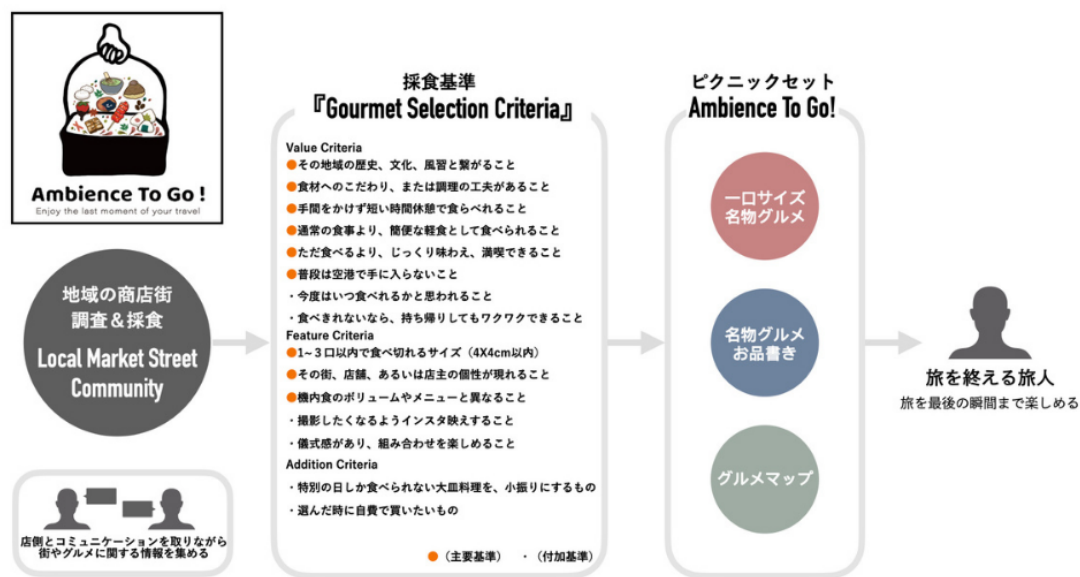 Ambience To Go !
Enjoy the last moment of your travel
地域の商店街
調査＆採食
Local Market Street
Community
店側とコミュニケーションを取りながら
街やグルメに関する情報を集める
採食基準
『Gourmet Selection Criteria』
Value Criteria
●その地域の歴史、文化、風習と繋がること
●食材へのこだわり、または調理の工夫があること
●手間をかけず短い時間休憩で食らべれること
●通常の食事より、簡便な軽食として食べられること
●ただ食べるより、じっくり味わえ、満喫できること
●普段は空港で手に入らないこと
・今度はいつ食べれるかと思われること
・食べきれないなら、持ち帰りしてもワクワクできること
Feature Criteria
●1~３口以内で食べ切れるサイズ（4X4cm以内）
●その街、店舗、あるいは店主の個性が現れること
●機内食のボリュームやメニューと異なること
・撮影したくなるようインスタ映えすること
・儀式感があり、組み合わせを楽しめること
Addition Criteria
・特別の日しか食べられない大皿料理を、小振りにするもの
・選んだ時に自費で買いたいもの
●（主要基準） ・（付加基準）
ピクニックセット
Ambience To Go!
一口サイズ
名物グルメ
名物グルメ
お品書き
グルメマップ
旅を終える旅人
旅を最後の瞬間まで楽しめる